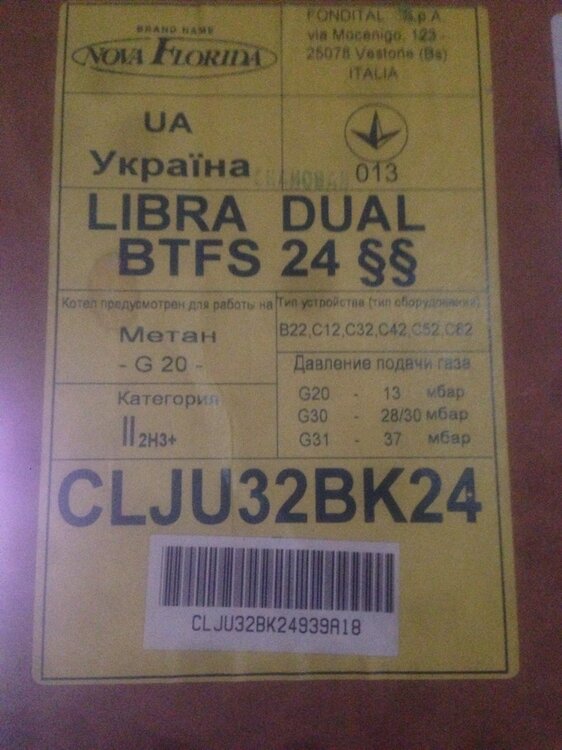 BRAND NAME
NOVA FLORIDA
FONDITAL S.p.A
via Mocenigo, 123 -
25078 Vestone (Bs)
ITALIA
UA
Україна
013
LIBRA DUAL
BTFS 24 §§
Котел предусмотрен для работы на
Метан
- G 20 -
Категория
II 2H3+
Тип устройства (тип оборудования)
B22,C12,C32,C42,C52,C82
Давление подачи газа
G20 - 13 мбар
G30 - 28/30 мбар
G31 - 37 мбар
CLJU32BK24
CLJU32BK24939A18